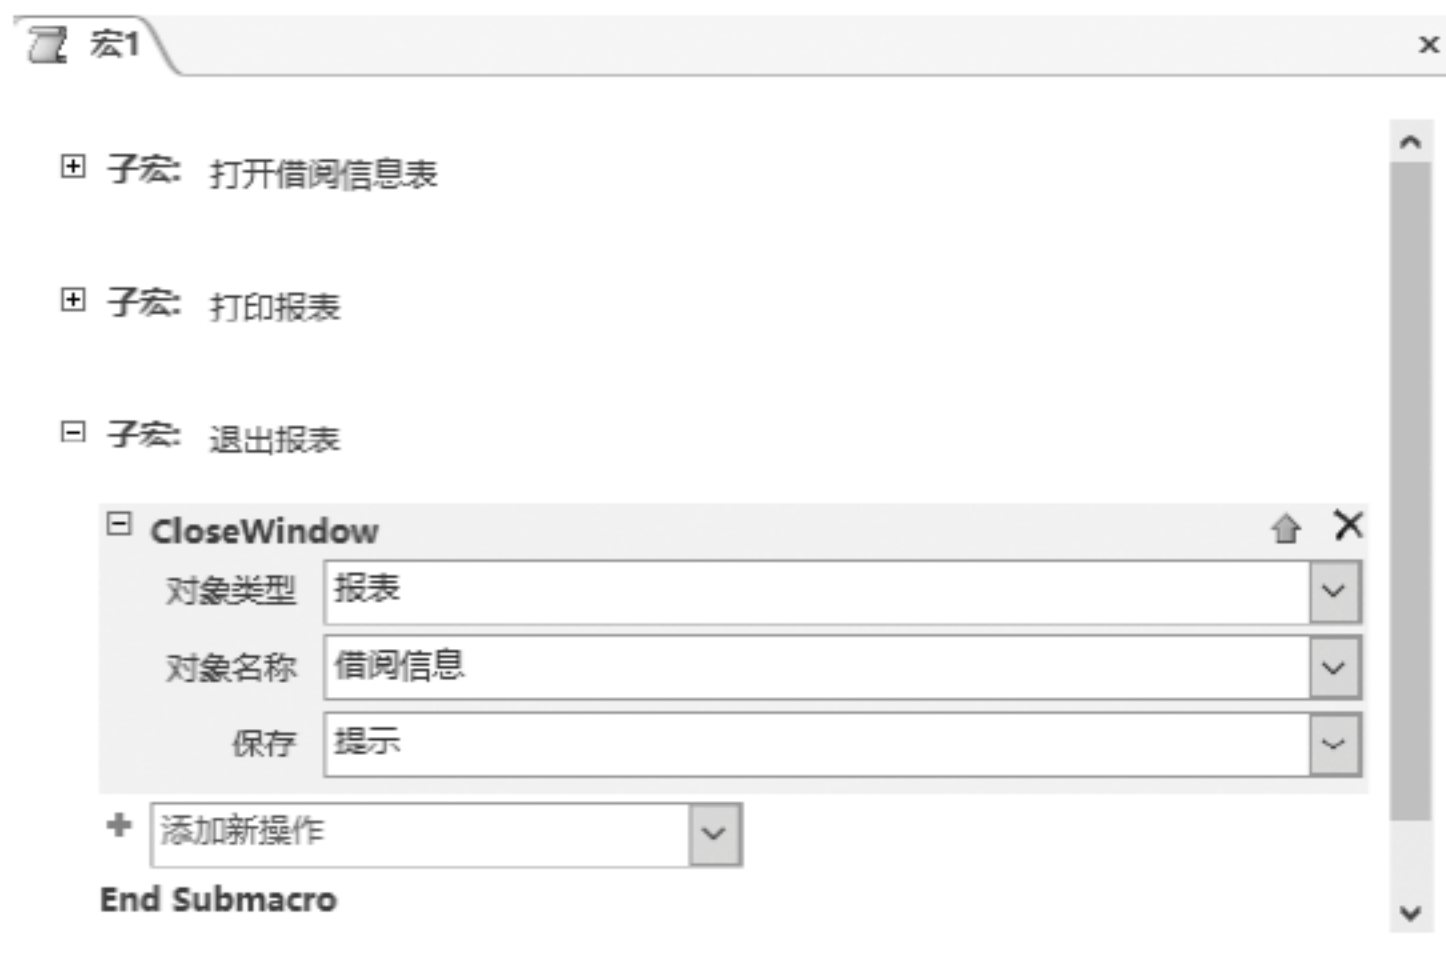 宏1
子宏: 打开借阅信息表
子宏: 打印报表
子宏: 退出报表
CloseWindow
对象类型 报表
对象名称 借阅信息
保存 提示
添加新操作
End Submacro